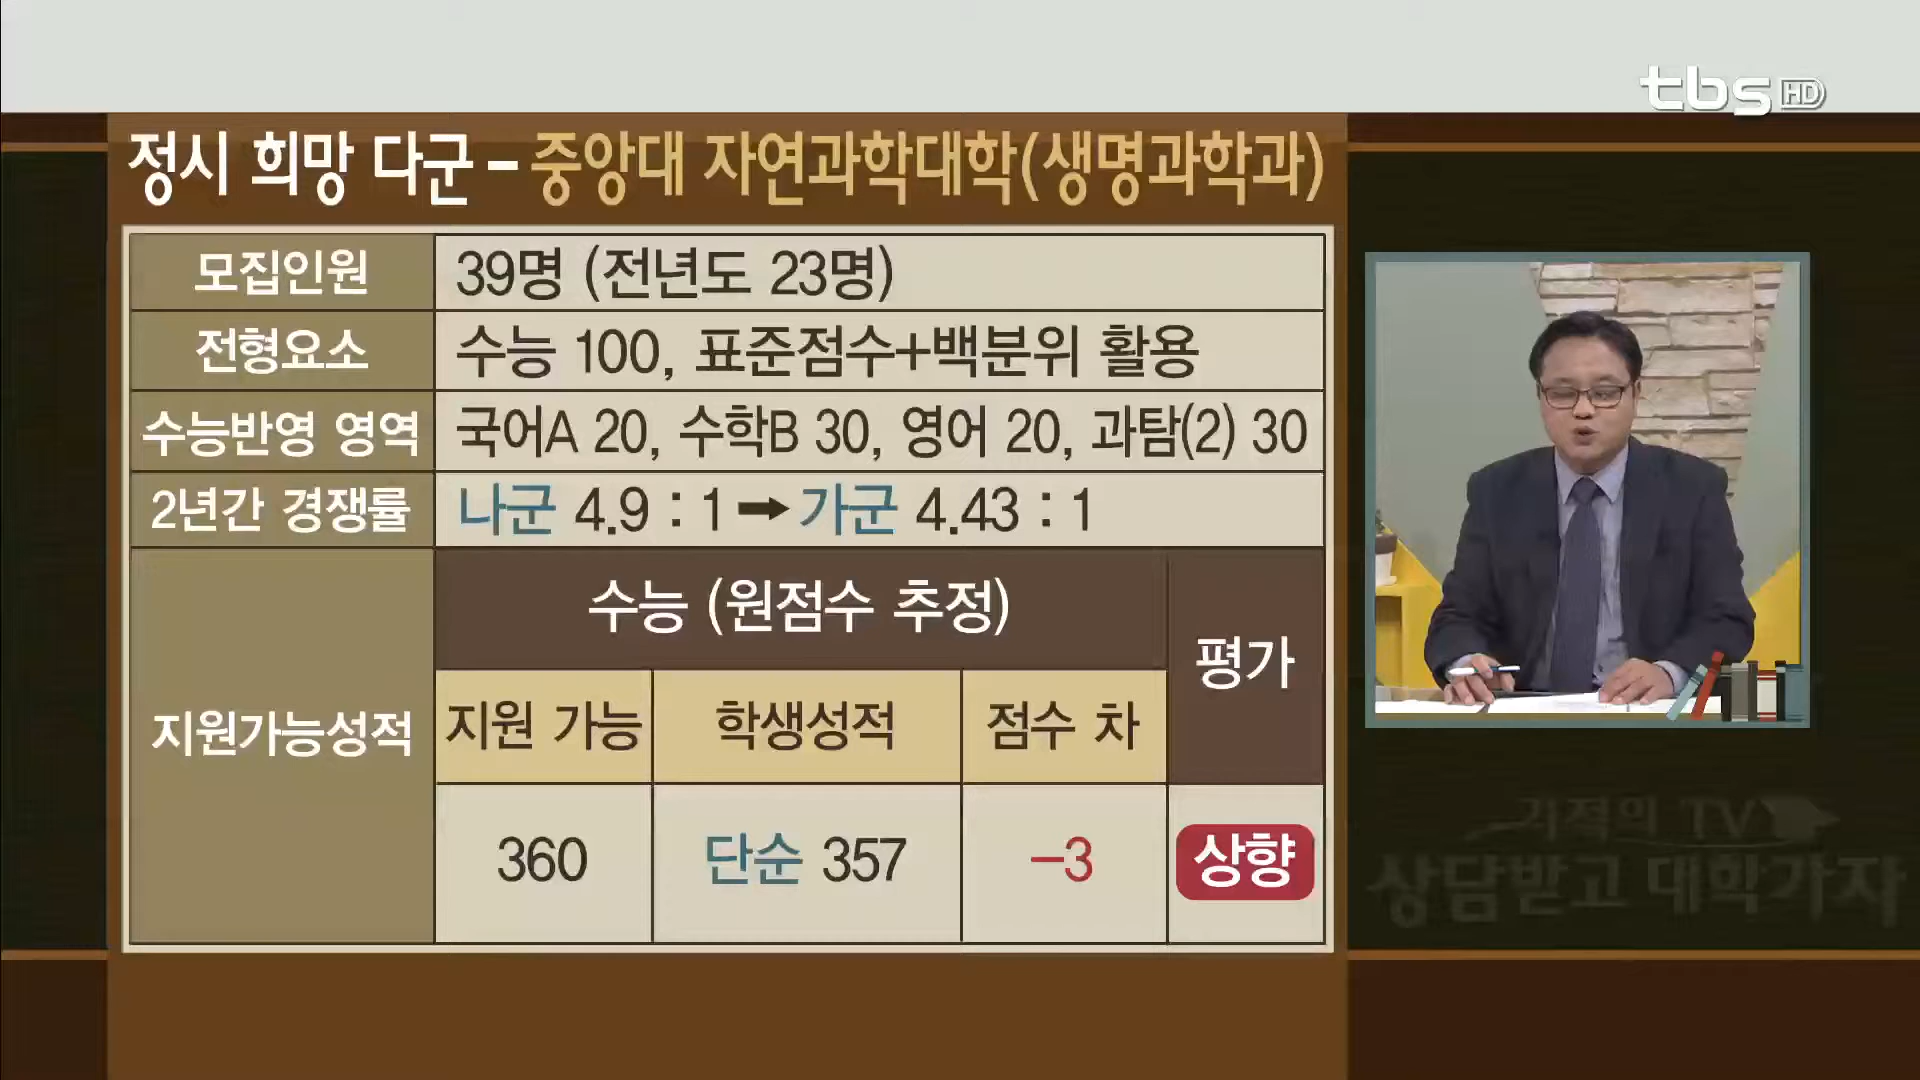 tbs HD
정시 희망 다군 – 중앙대 자연과학대학(생명과학과)
모집인원 39명 (전년도 23명)
전형요소 수능 100, 표준점수+백분위 활용
수능반영 영역 국어A 20, 수학B 30, 영어 20, 과탐(2) 30
2년간 경쟁률 나군 4.9 : 1 ➡ 가군 4.43 : 1
지원가능성적
수능 (원점수 추정) 평가
지원 가능 학생성적 점수 차
360 단순 357 –3 상향
기적의 TV
상담받고 대학가자